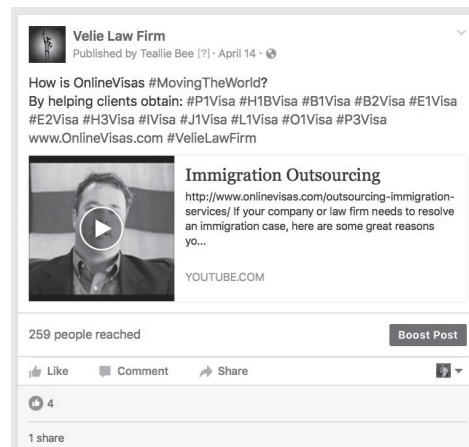 Velie Law Firm
Published by Teallie Bee [?] · April 14 ·
How is OnlineVisas #MovingTheWorld?
By helping clients obtain: #P1Visa #H1BVisa #B1Visa #B2Visa #E1Visa
#E2Visa #H3Visa #IVisa #J1Visa #L1Visa #O1Visa #P3Visa
www.OnlineVisas.com #VelieLawFirm
Immigration Outsourcing
http://www.onlinevisas.com/outsourcing-immigration-
services/ If your company or law firm needs to resolve
an immigration case, here are some great reasons
yo...
YOUTUBE.COM
259 people reached
Boost Post
Like Comment Share
4
1 share